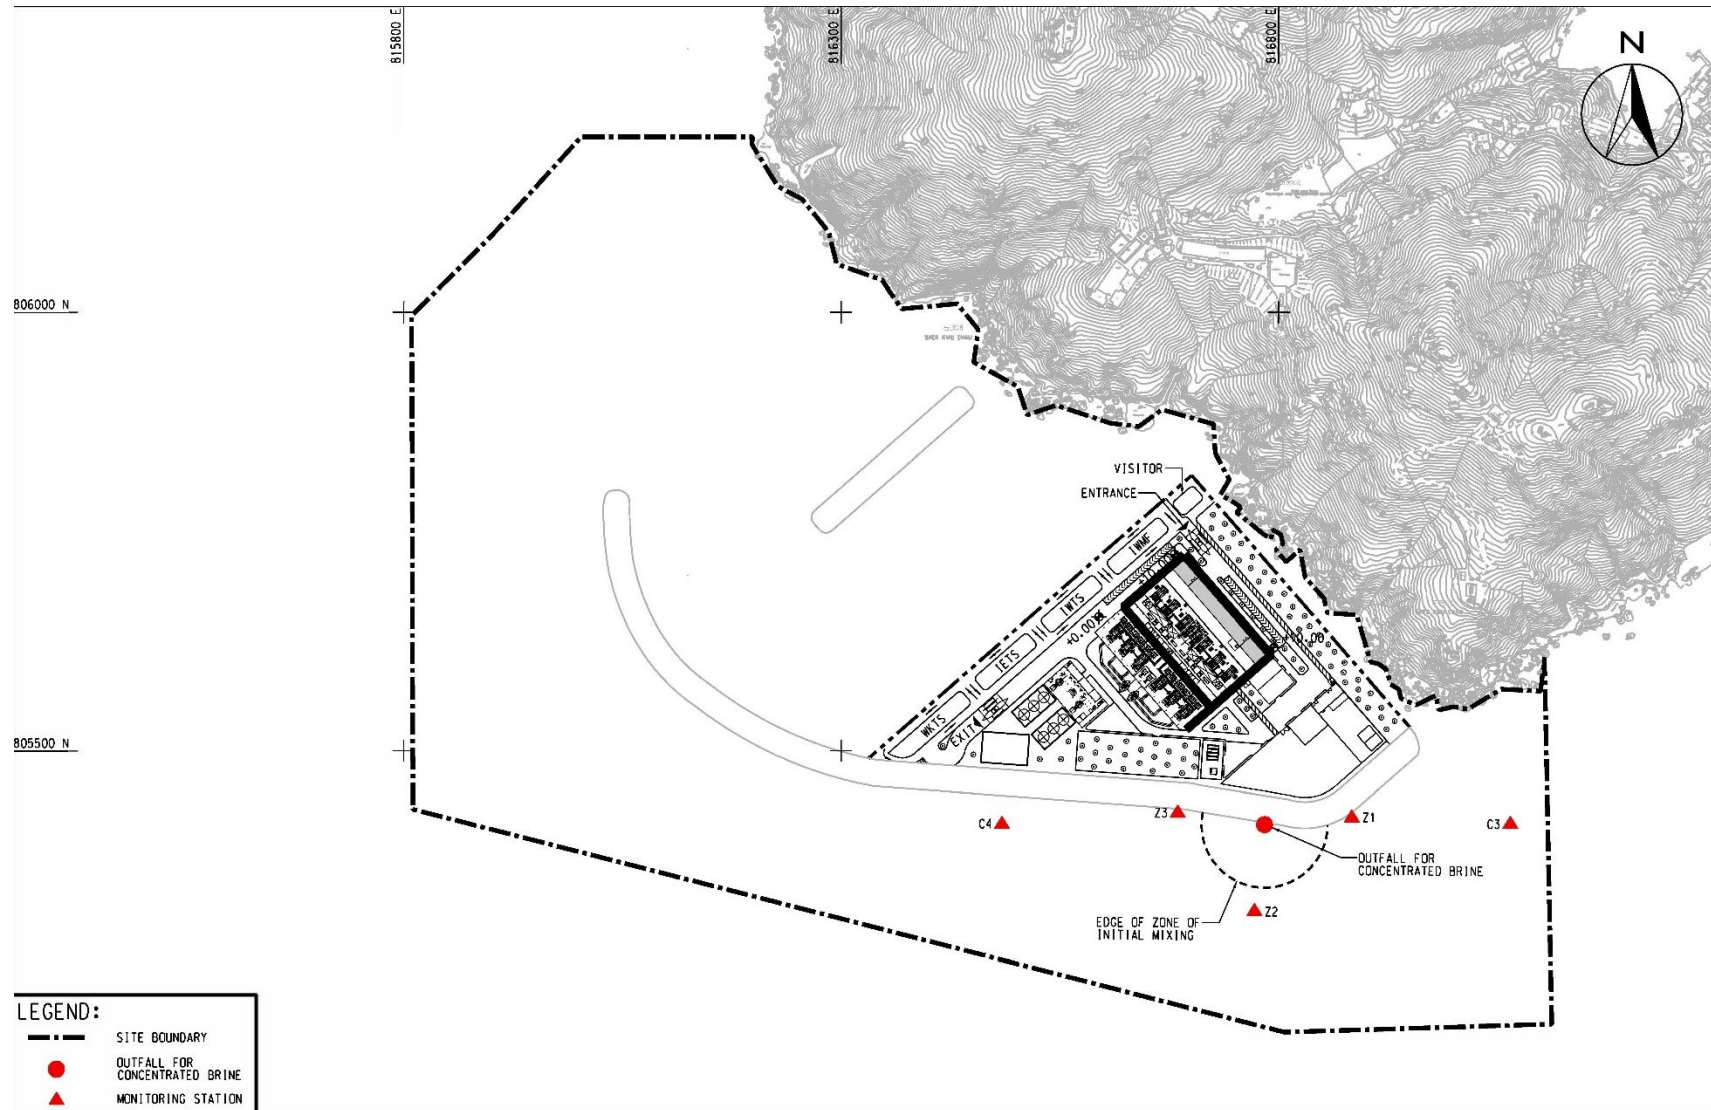 815800 E
816300 E
816800 E
N
806000 N
VISITOR
ENTRANCE
IWMF
IWTS
+0.00
IETS
WKTS
EXIT
805500 N
C4
Z3
Z1
C3
OUTFALL FOR
CONCENTRATED BRINE
Z2
EDGE OF ZONE OF
INITIAL MIXING
LEGEND:
SITE BOUNDARY
OUTFALL FOR
CONCENTRATED BRINE
MONITORING STATION